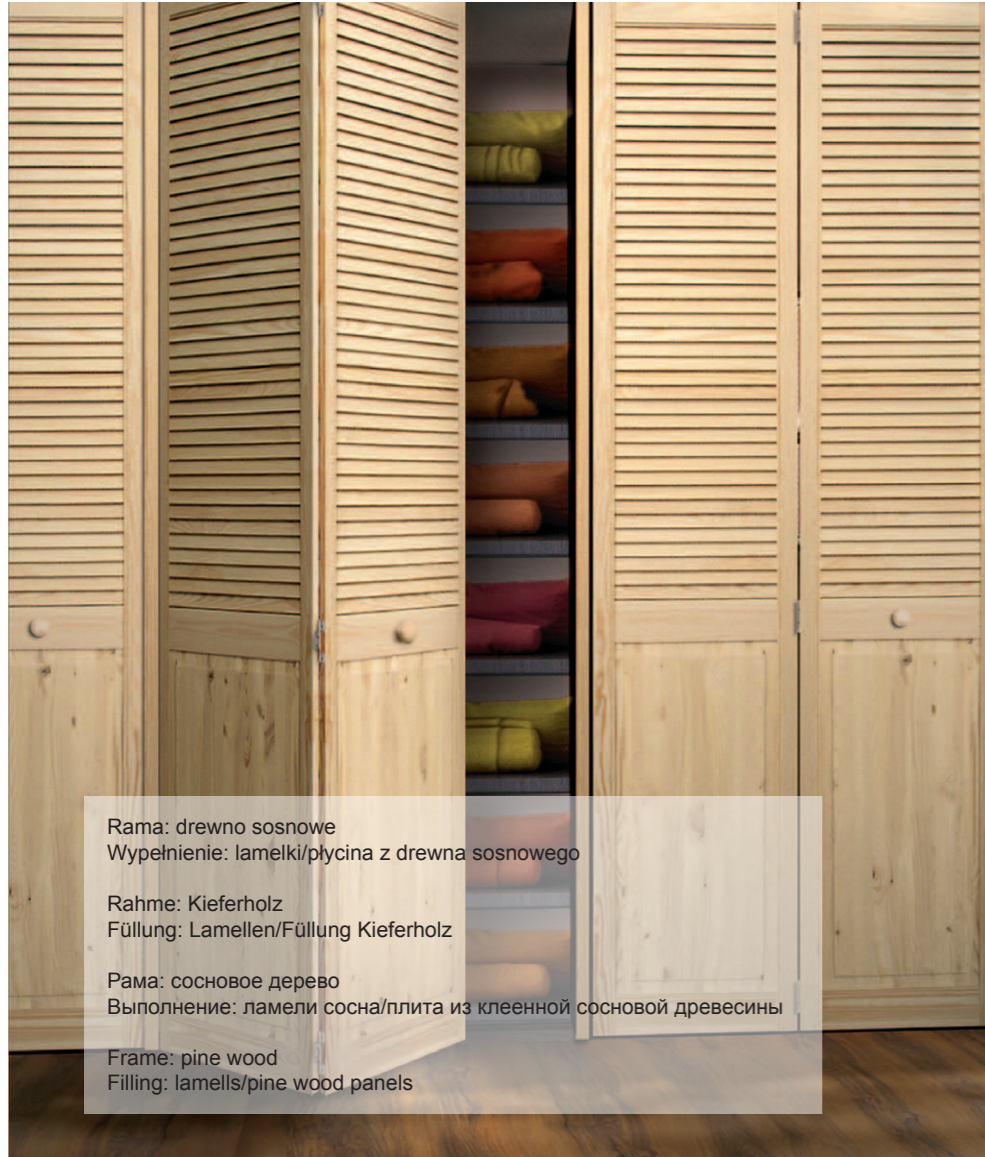 Rama: drewno sosnowe
Wypełnienie: lamelki/płycina z drewna sosnowego
Rahme: Kieferholz
Füllung: Lamellen/Füllung Kieferholz
Рама: сосновое дерево
Выполнение: ламели сосна/плита из клеенной сосновой древесины
Frame: pine wood
Filling: lamells/pine wood panels